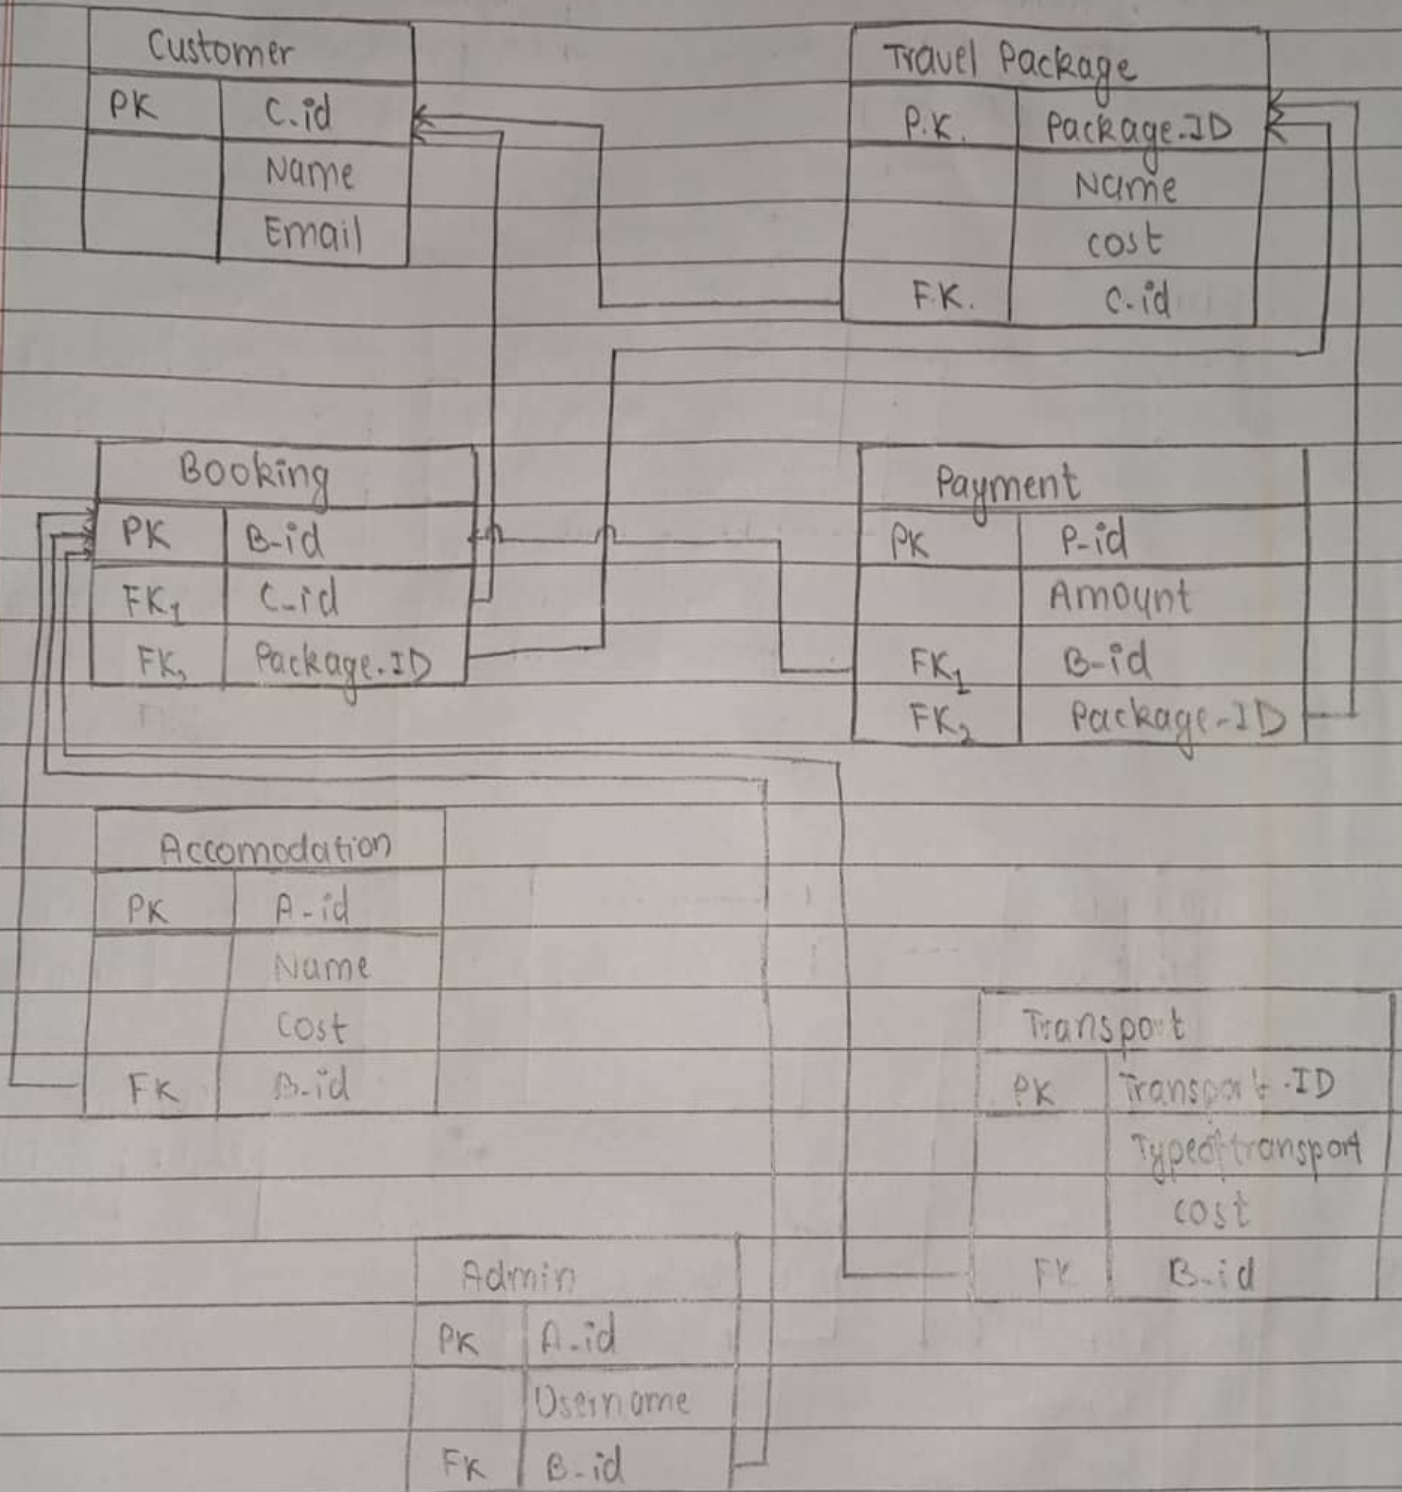 Customer
PK C.id
Name
Email
Travel Package
P.K. Package.ID
Name
cost
F.K. C.id
Booking
PK B-id
FK1 C-id
FK2 Package.ID
Payment
PK P-id
Amount
FK1 B-id
FK2 Package-ID
Accomodation
PK A-id
Name
Cost
FK B-id
Transport
PK Transport.ID
Typeoftransport
cost
FK B-id
Admin
PK A-id
Username
FK B-id